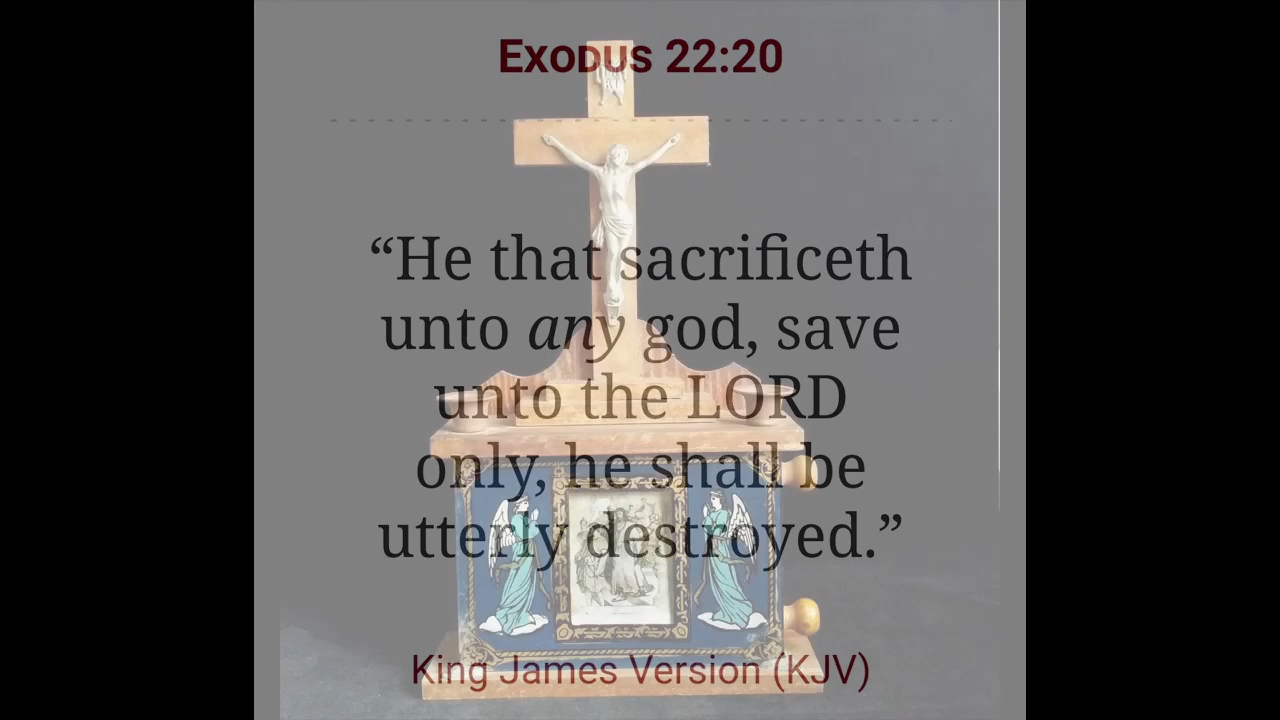 Exodus 22:20
“He that sacrificeth
unto any god, save
unto the LORD
only, he shall be
utterly destroyed.”
King James Version (KJV)